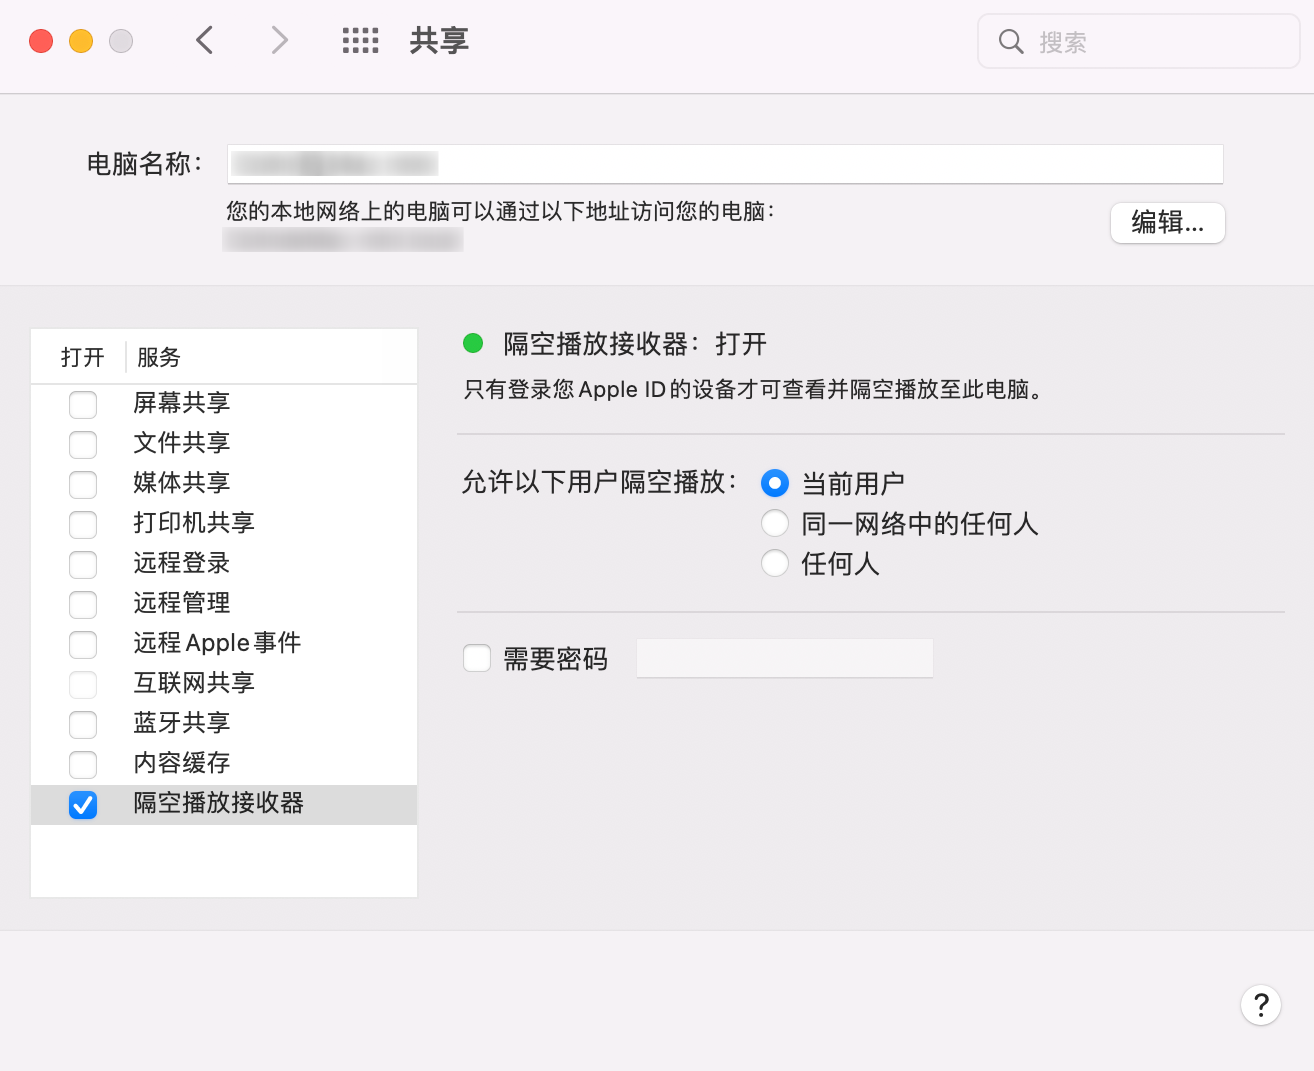 共享
搜索
电脑名称：
您的本地网络上的电脑可以通过以下地址访问您的电脑：
编辑...
打开 服务
屏幕共享
文件共享
媒体共享
打印机共享
远程登录
远程管理
远程 Apple 事件
互联网共享
蓝牙共享
内容缓存
隔空播放接收器
隔空播放接收器：打开
只有登录您 Apple ID 的设备才可查看并隔空播放至此电脑。
允许以下用户隔空播放：
当前用户
同一网络中的任何人
任何人
需要密码
?